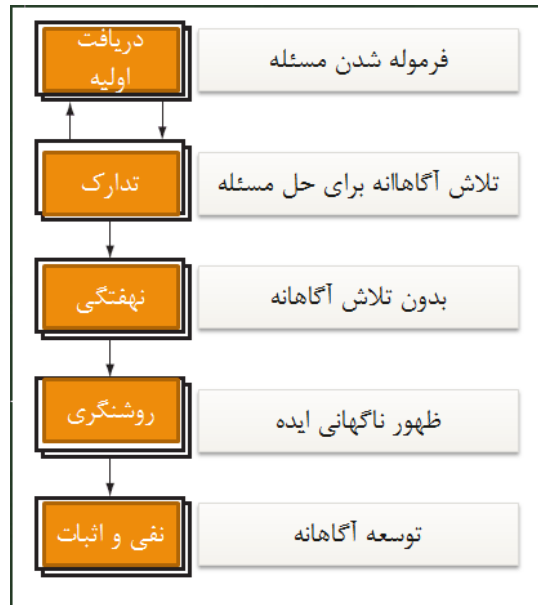 دریافت
اولیه
فرموله شدن مسئله
تدارک
تلاش آگاهاانه برای حل مسئله
نهفتگی
بدون تلاش آگاهانه
روشنگری
ظهور ناگهانی ایده
نفی و اثبات
توسعه آگاهانه